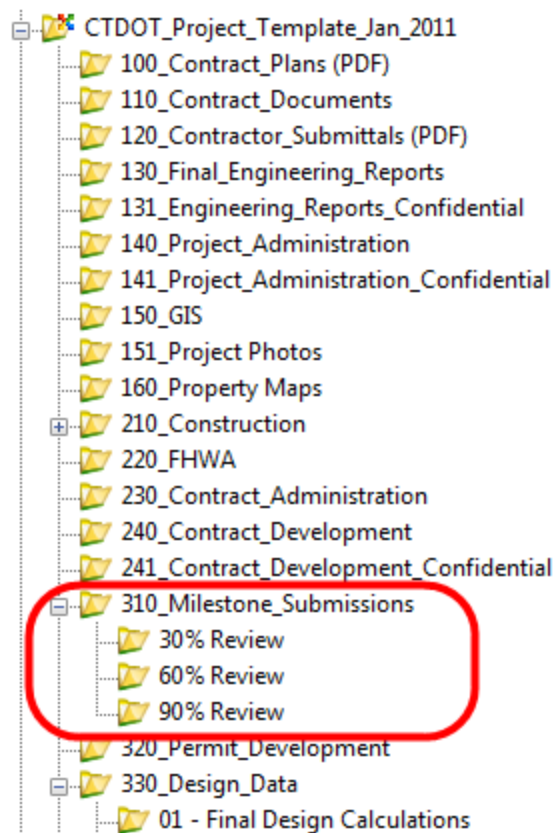 CTDOT_Project_Template_Jan_2011
100_Contract_Plans (PDF)
110_Contract_Documents
120_Contractor_Submittals (PDF)
130_Final_Engineering_Reports
131_Engineering_Reports_Confidential
140_Project_Administration
141_Project_Administration_Confidential
150_GIS
151_Project Photos
160_Property Maps
210_Construction
220_FHWA
230_Contract_Administration
240_Contract_Development
241_Contract_Development_Confidential
310_Milestone_Submissions
30% Review
60% Review
90% Review
320_Permit_Development
330_Design_Data
01 - Final Design Calculations